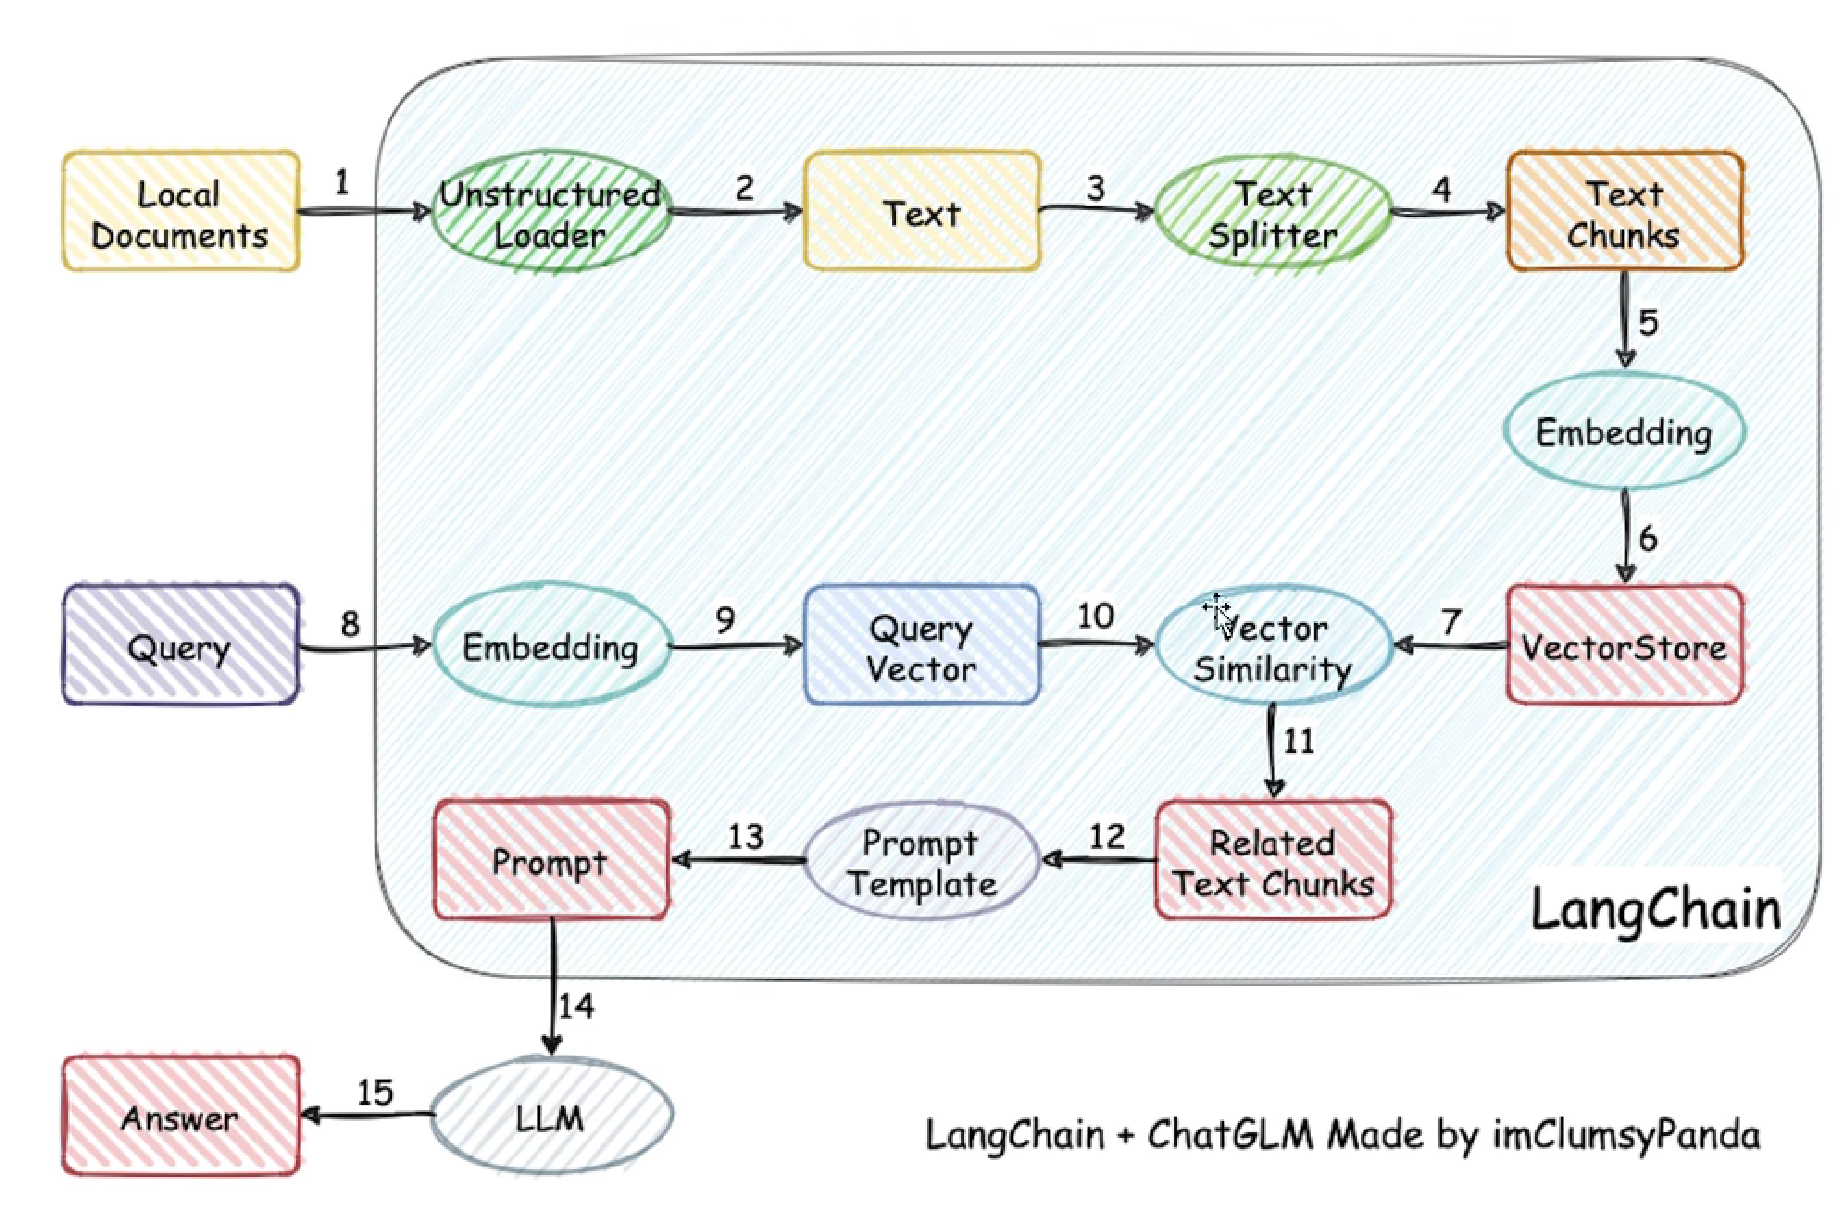 Local
Documents
1
Unstructured
Loader
2
Text
3
Text
Splitter
4
Text
Chunks
5
Embedding
6
Query
8
Embedding
9
Query
Vector
10
Vector
Similarity
7
VectorStore
11
Prompt
13
Prompt
Template
12
Related
Text Chunks
LangChain
14
Answer
15
LLM
LangChain + ChatGLM Made by imClumsyPanda